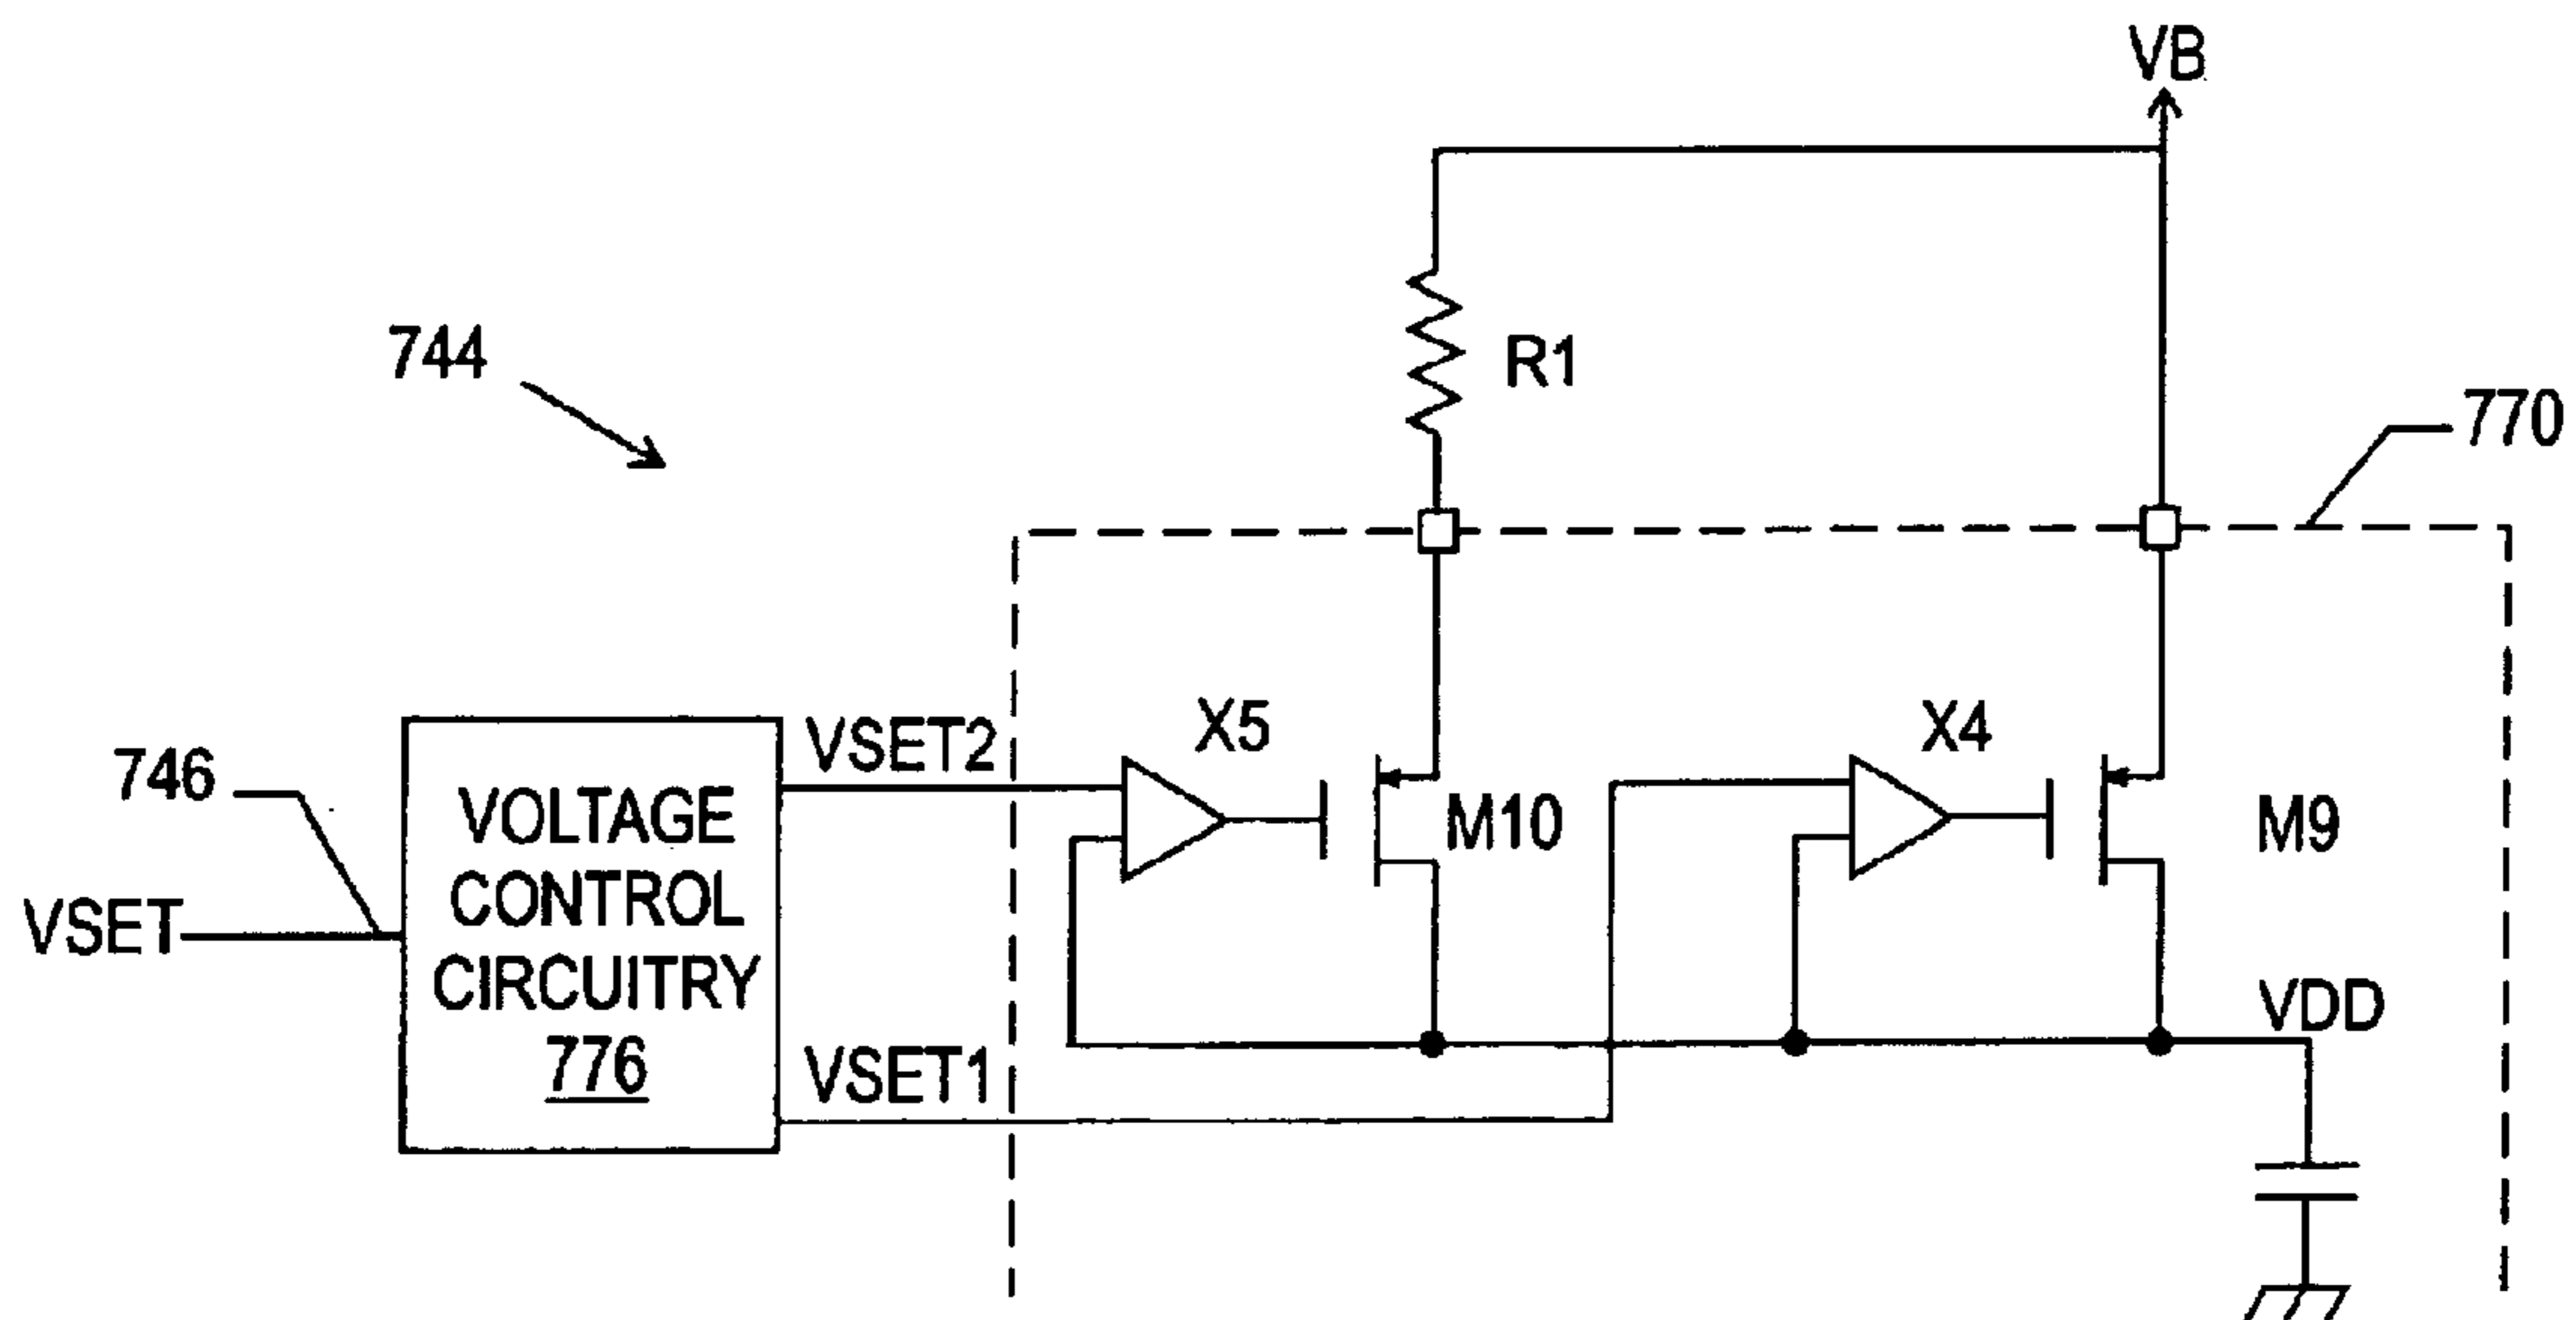 VB
R1
744
770
X5
X4
VSET2
746
M10
M9
VOLTAGE
CONTROL
CIRCUITRY
776
VSET
VDD
VSET1